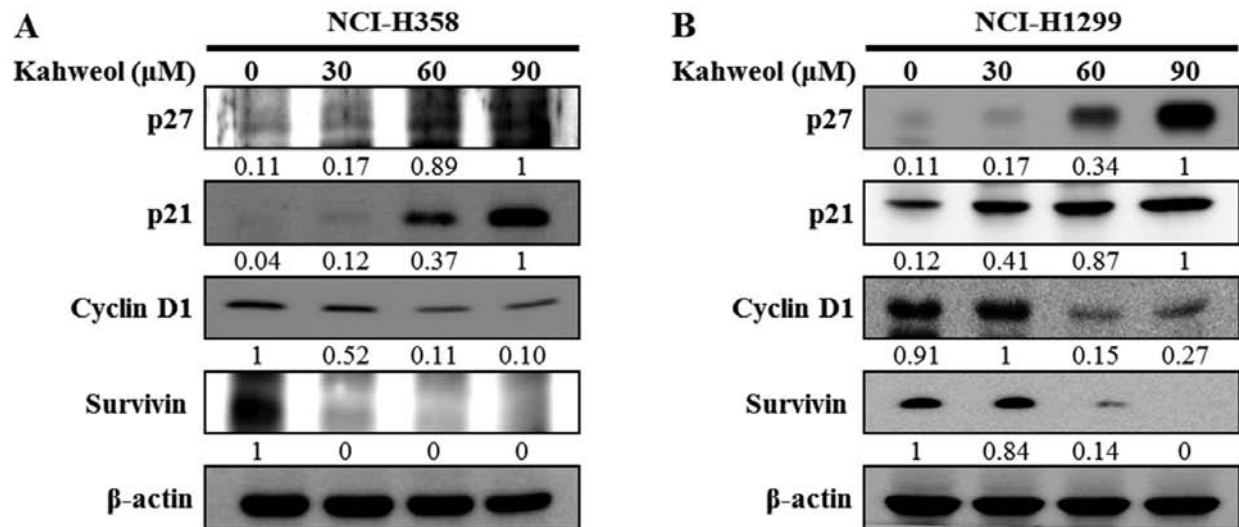 A
NCI-H358
Kahweol (μM) 0 30 60 90
p27
0.11 0.17 0.89 1
p21
0.04 0.12 0.37 1
Cyclin D1
1 0.52 0.11 0.10
Survivin
1 0 0 0
β-actin
B
NCI-H1299
Kahweol (μM) 0 30 60 90
p27
0.11 0.17 0.34 1
p21
0.12 0.41 0.87 1
Cyclin D1
0.91 1 0.15 0.27
Survivin
1 0.84 0.14 0
β-actin